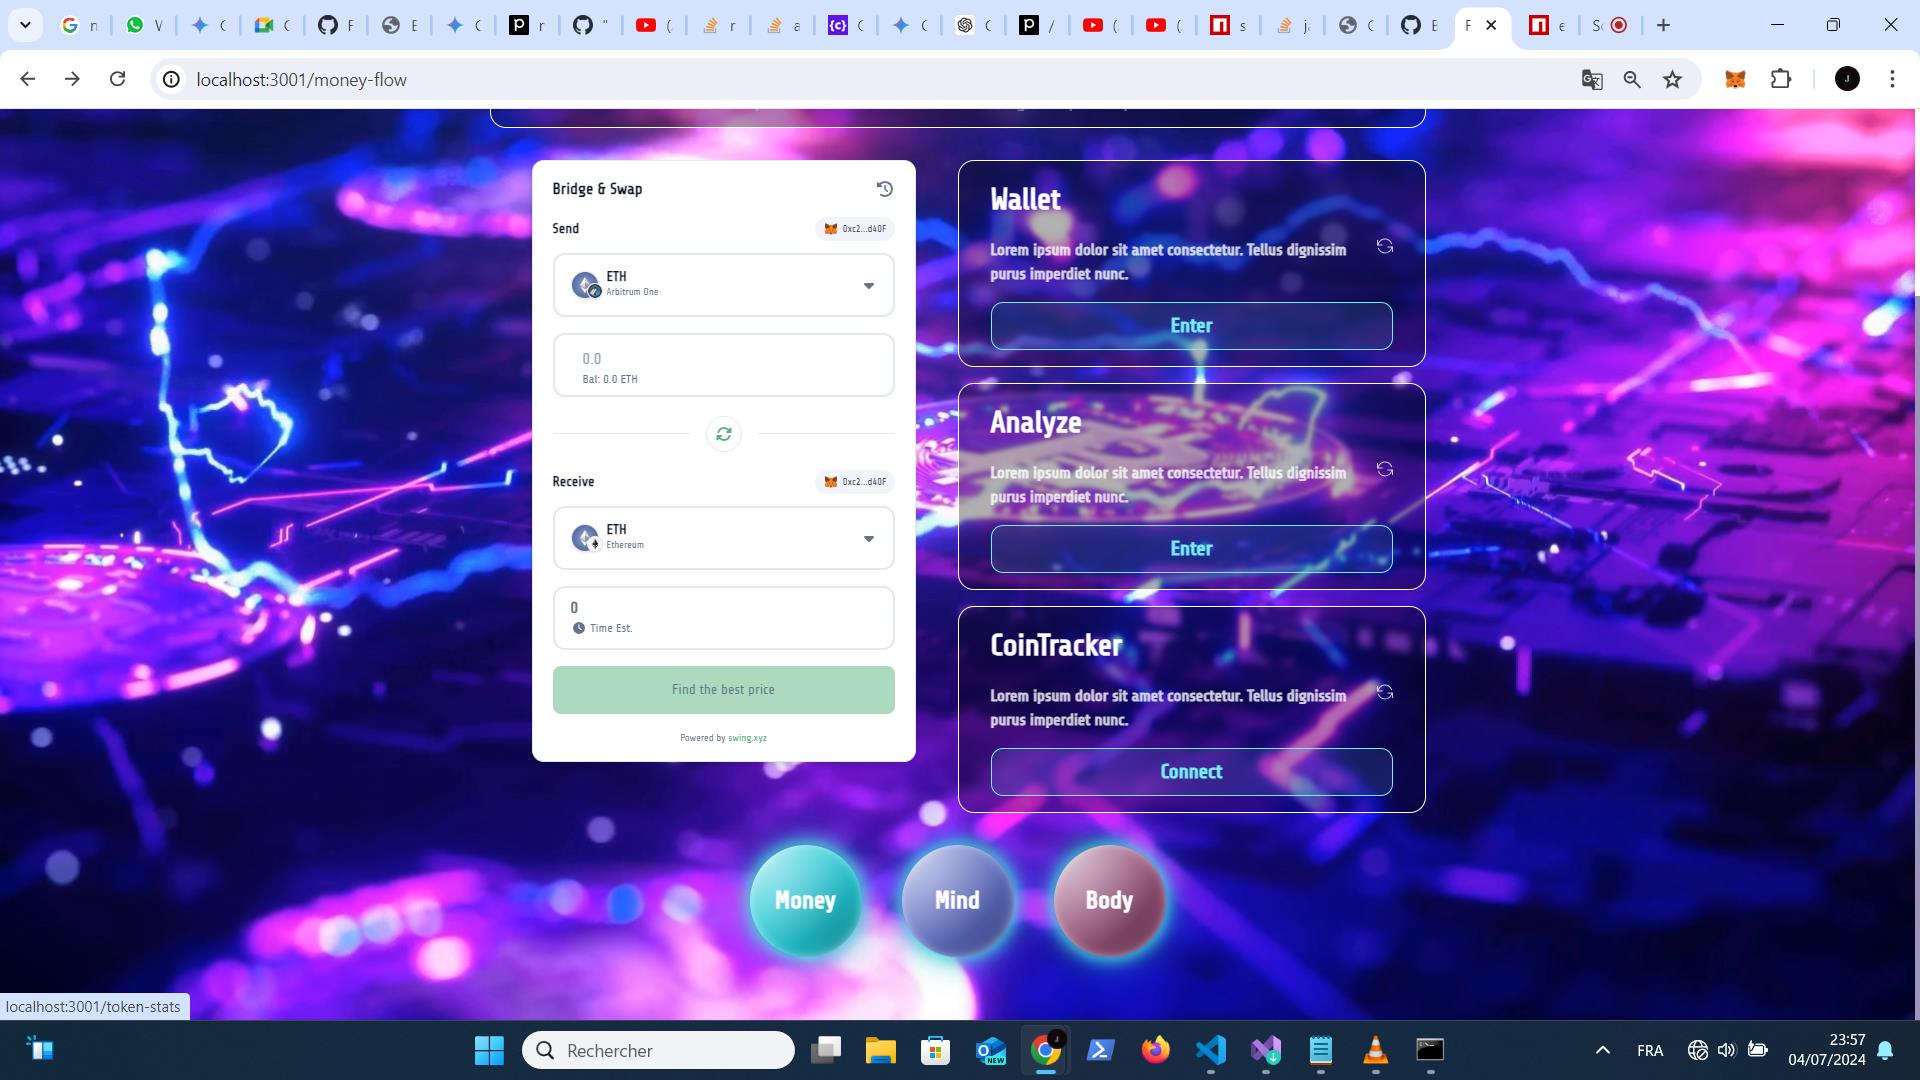 localhost:3001/money-flow
Bridge & Swap
Send
0xc2...d40F
ETH
Arbitrum One
0.0
Bal: 0.0 ETH
Receive
0xc2...d40F
ETH
Ethereum
0
Time Est.
Find the best price
Powered by swing.xyz
Wallet
Lorem ipsum dolor sit amet consectetur. Tellus dignissim
purus imperdiet nunc.
Enter
Analyze
Lorem ipsum dolor sit amet consectetur. Tellus dignissim
purus imperdiet nunc.
Enter
CoinTracker
Lorem ipsum dolor sit amet consectetur. Tellus dignissim
purus imperdiet nunc.
Connect
Money
Mind
Body
localhost:3001/token-stats
Rechercher
FRA
23:57
04/07/2024